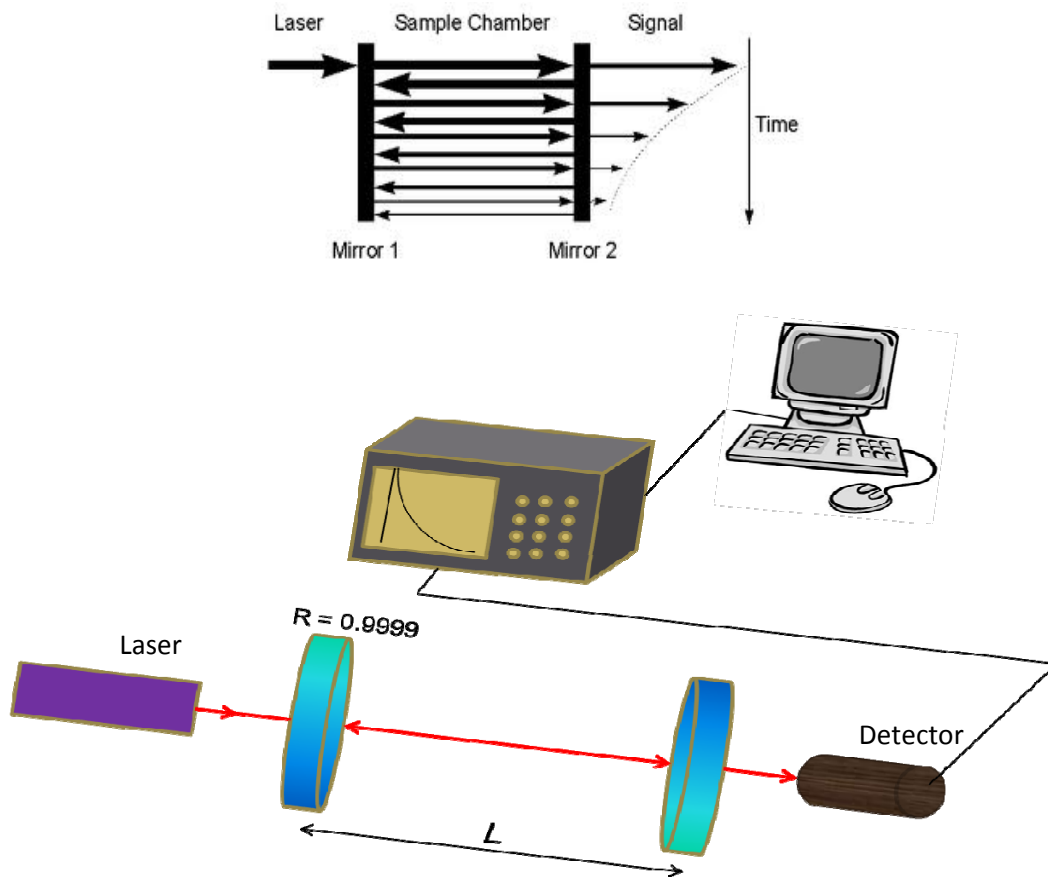 Laser Sample Chamber Signal
Time
Mirror 1 Mirror 2
R = 0.9999
Laser
Detector
L